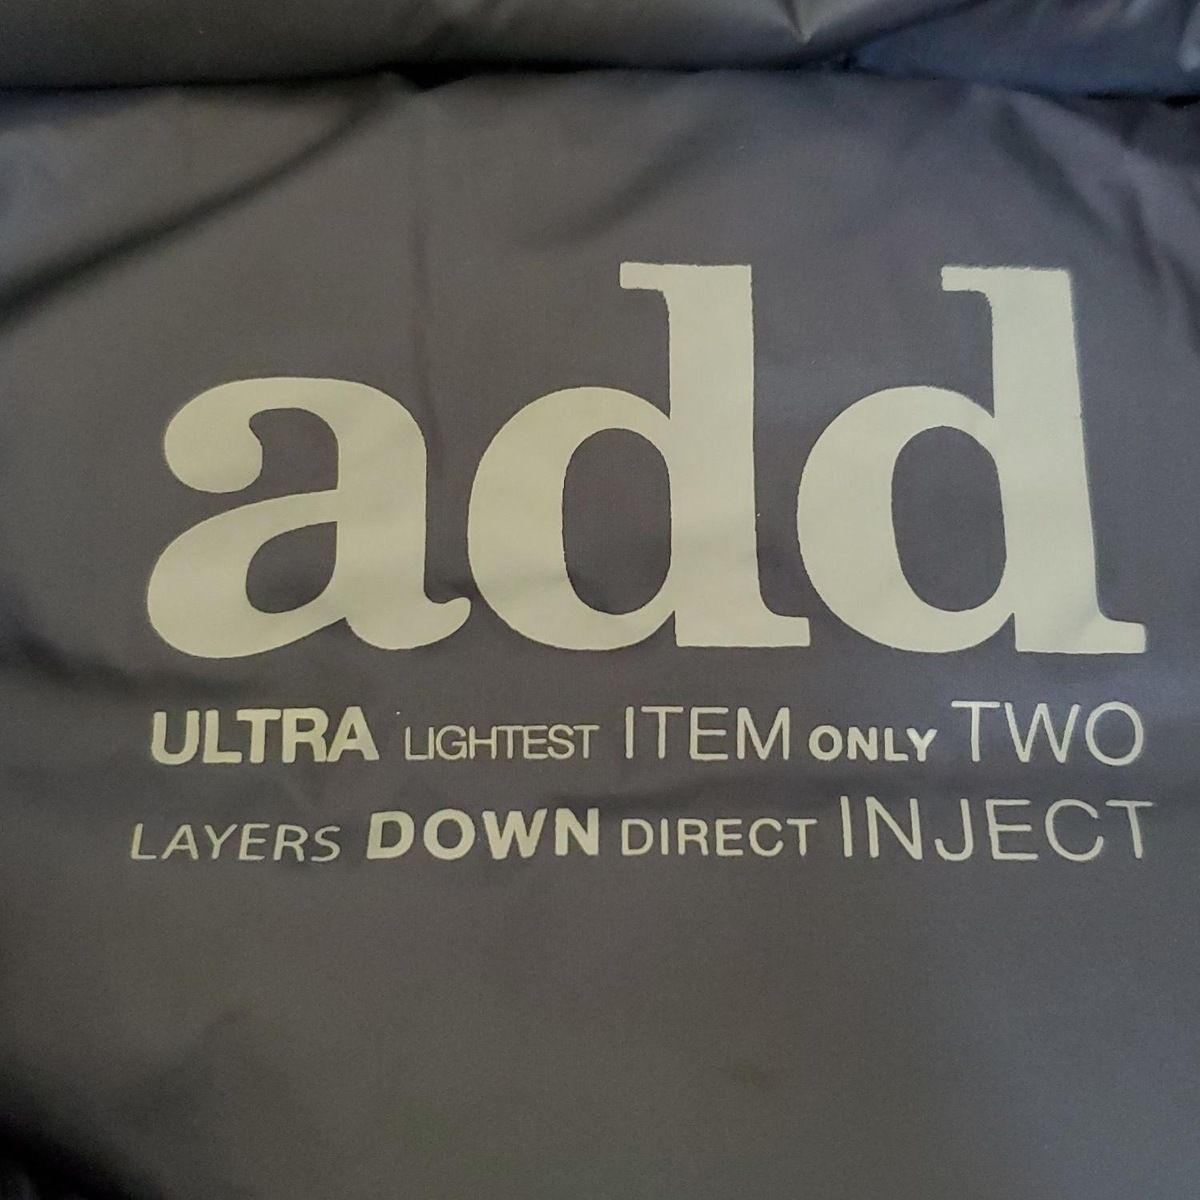 add
ULTRA LIGHTEST ITEM ONLY TWO
LAYERS DOWN DIRECT INJECT